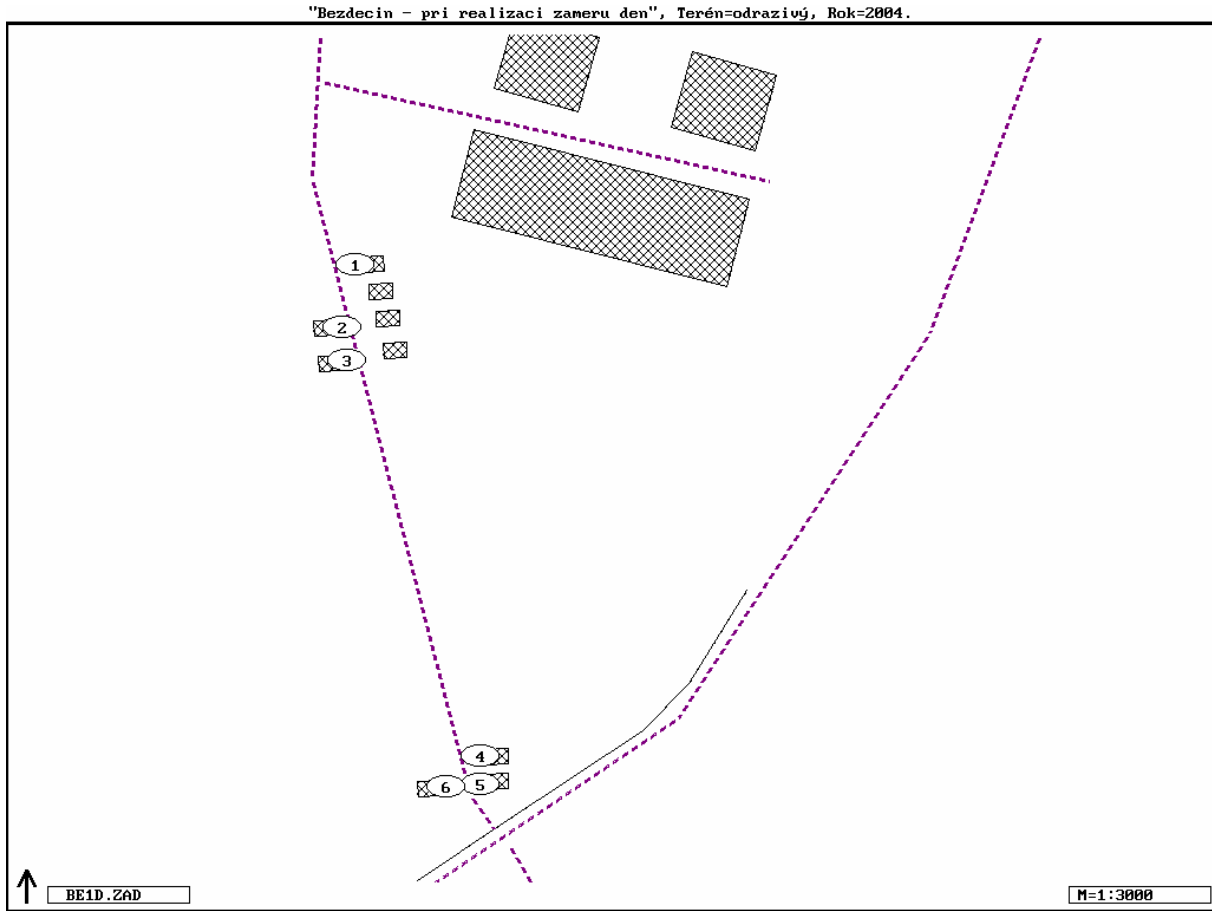 "Bezdecin - pri realizaci zameru den", Terén=odrazivý, Rok=2004.
1
2
3
4
6 5
BE1D.ZAD
M=1:3000